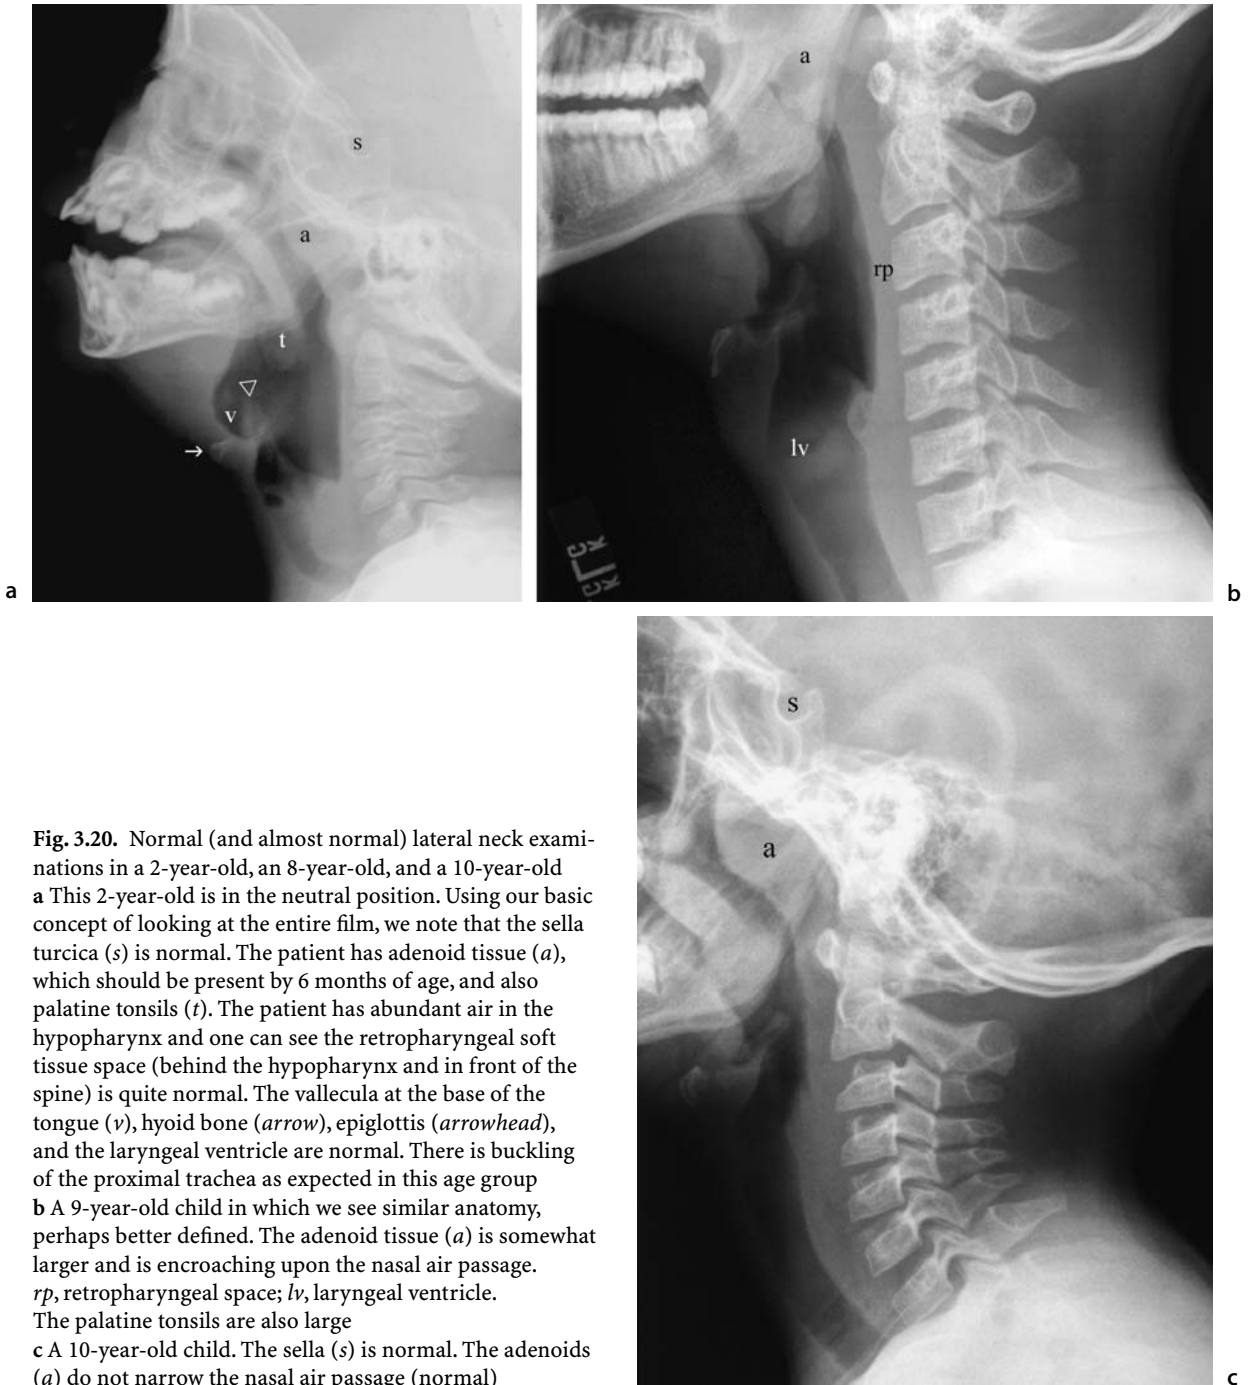 s
a
t
v
a
a
rp
lv
b
s
a
c
Fig. 3.20. Normal (and almost normal) lateral neck exami-
nations in a 2-year-old, an 8-year-old, and a 10-year-old
a This 2-year-old is in the neutral position. Using our basic
concept of looking at the entire film, we note that the sella
turcica (s) is normal. The patient has adenoid tissue (a),
which should be present by 6 months of age, and also
palatine tonsils (t). The patient has abundant air in the
hypopharynx and one can see the retropharyngeal soft
tissue space (behind the hypopharynx and in front of the
spine) is quite normal. The vallecula at the base of the
tongue (v), hyoid bone (arrow), epiglottis (arrowhead),
and the laryngeal ventricle are normal. There is buckling
of the proximal trachea as expected in this age group
b A 9-year-old child in which we see similar anatomy,
perhaps better defined. The adenoid tissue (a) is somewhat
larger and is encroaching upon the nasal air passage.
rp, retropharyngeal space; lv, laryngeal ventricle.
The palatine tonsils are also large
c A 10-year-old child. The sella (s) is normal. The adenoids
(a) do not narrow the nasal air passage (normal)